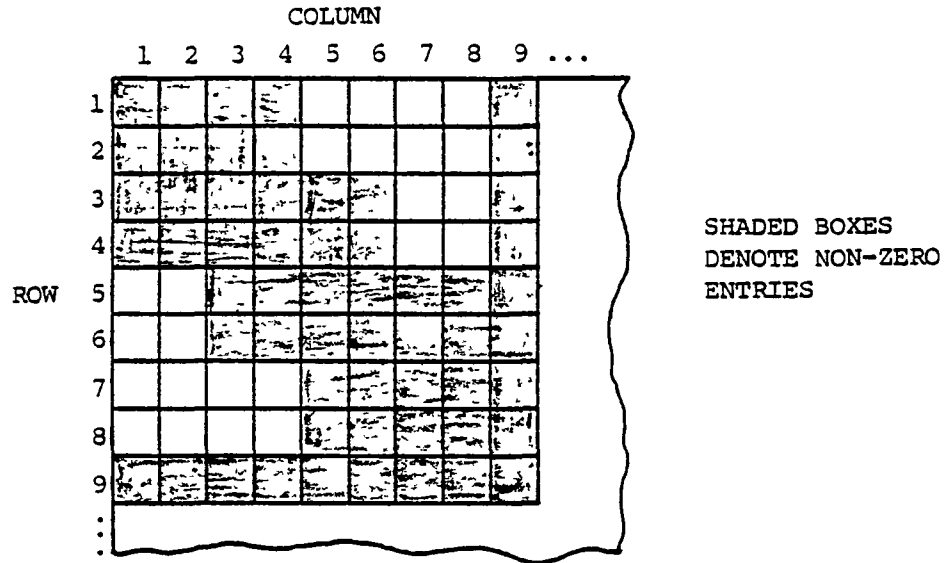 COLUMN
1 2 3 4 5 6 7 8 9 ...
1
2
3
4
ROW 5
6
7
8
9
:
SHADED BOXES
DENOTE NON-ZERO
ENTRIES